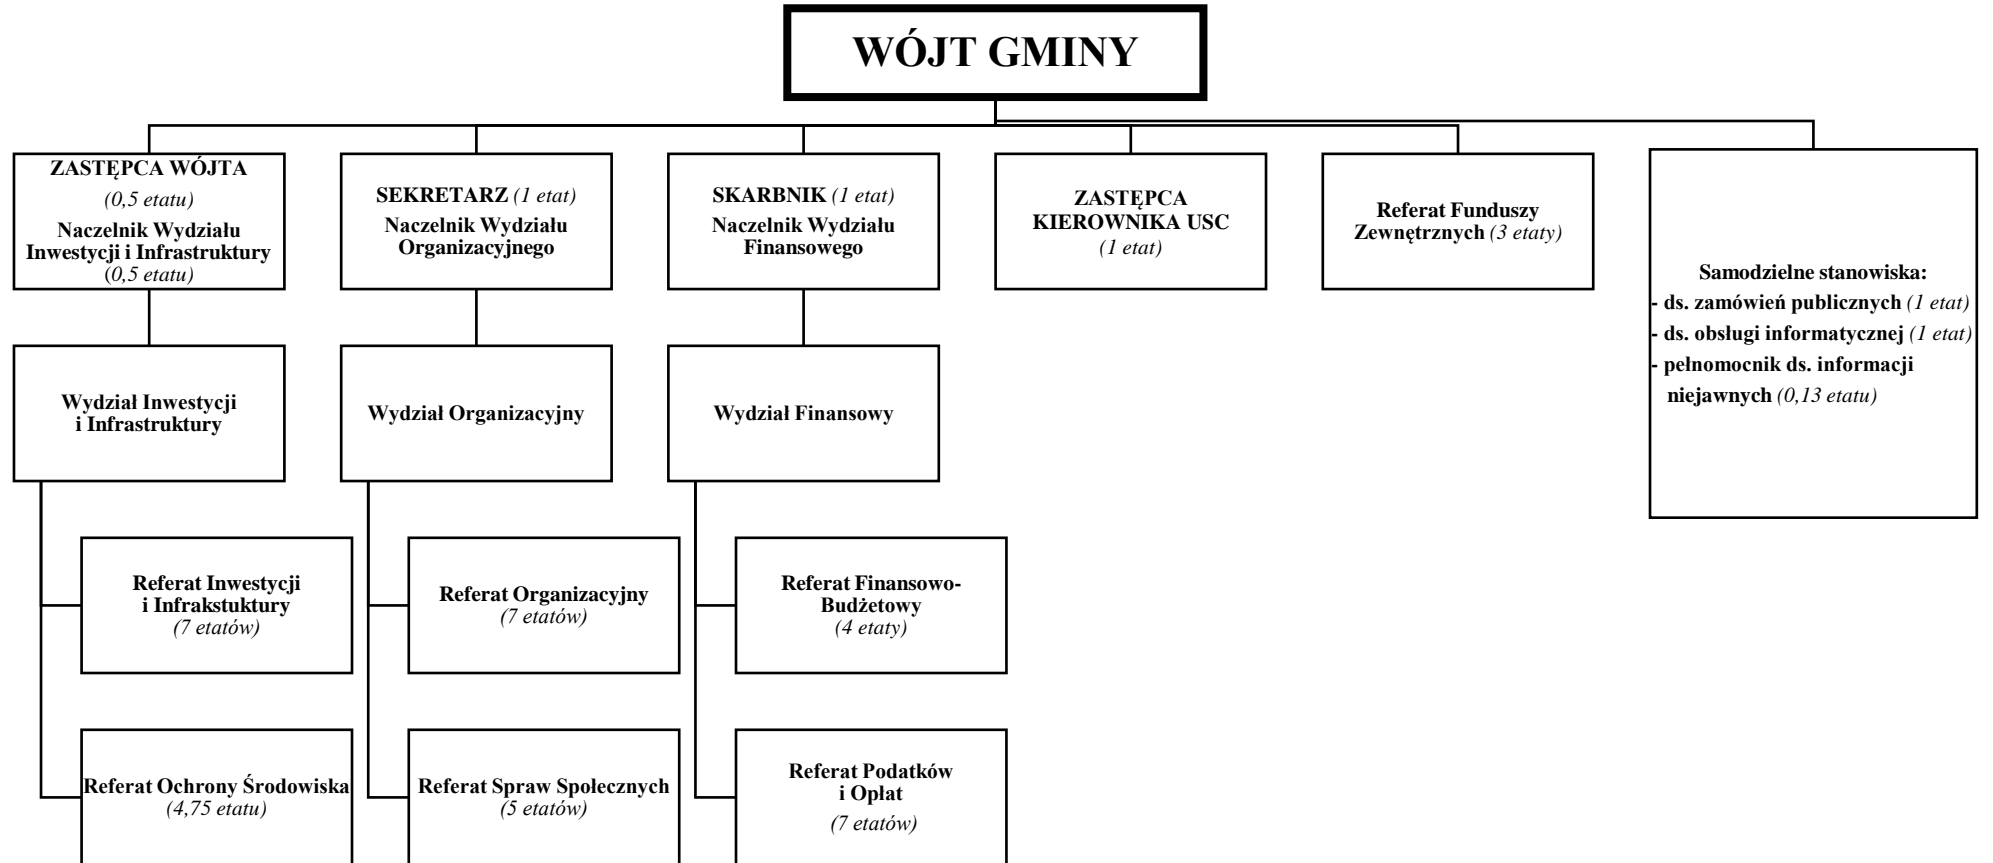 WÓJT GMINY
ZASTĘPCA WÓJTA
(0,5 etatu)
Naczelnik Wydziału
Inwestycji i Infrastruktury
(0,5 etatu)
SEKRETARZ (1 etat)
Naczelnik Wydziału
Organizacyjnego
SKARBNIK (1 etat)
Naczelnik Wydziału
Finansowego
ZASTĘPCA
KIEROWNIKA USC
(1 etat)
Referat Funduszy
Zewnętrznych (3 etaty)
Samodzielne stanowiska:
- ds. zamówień publicznych (1 etat)
- ds. obsługi informatycznej (1 etat)
- pełnomocnik ds. informacji
niejawnych (0,13 etatu)
Wydział Inwestycji
i Infrastruktury
Wydział Organizacyjny
Wydział Finansowy
Referat Inwestycji
i Infrakstuktury
(7 etatów)
Referat Organizacyjny
(7 etatów)
Referat Finansowo-
Budżetowy
(4 etaty)
Referat Ochrony Środowiska
(4,75 etatu)
Referat Spraw Społecznych
(5 etatów)
Referat Podatków
i Opłat
(7 etatów)